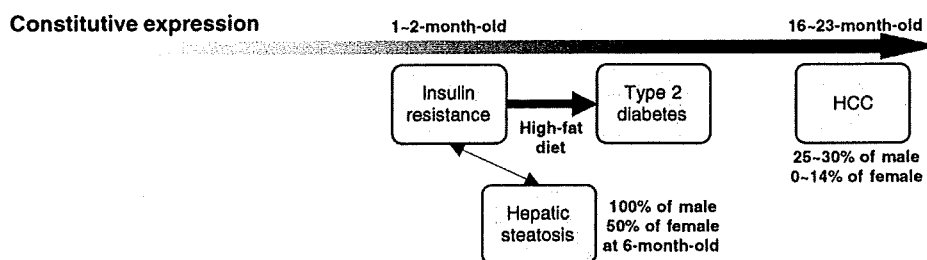 Constitutive expression
1~2-month-old
16~23-month-old
Insulin
resistance
High-fat
diet
Type 2
diabetes
HCC
25~30% of male
0~14% of female
Hepatic
steatosis
100% of male
50% of female
at 6-month-old